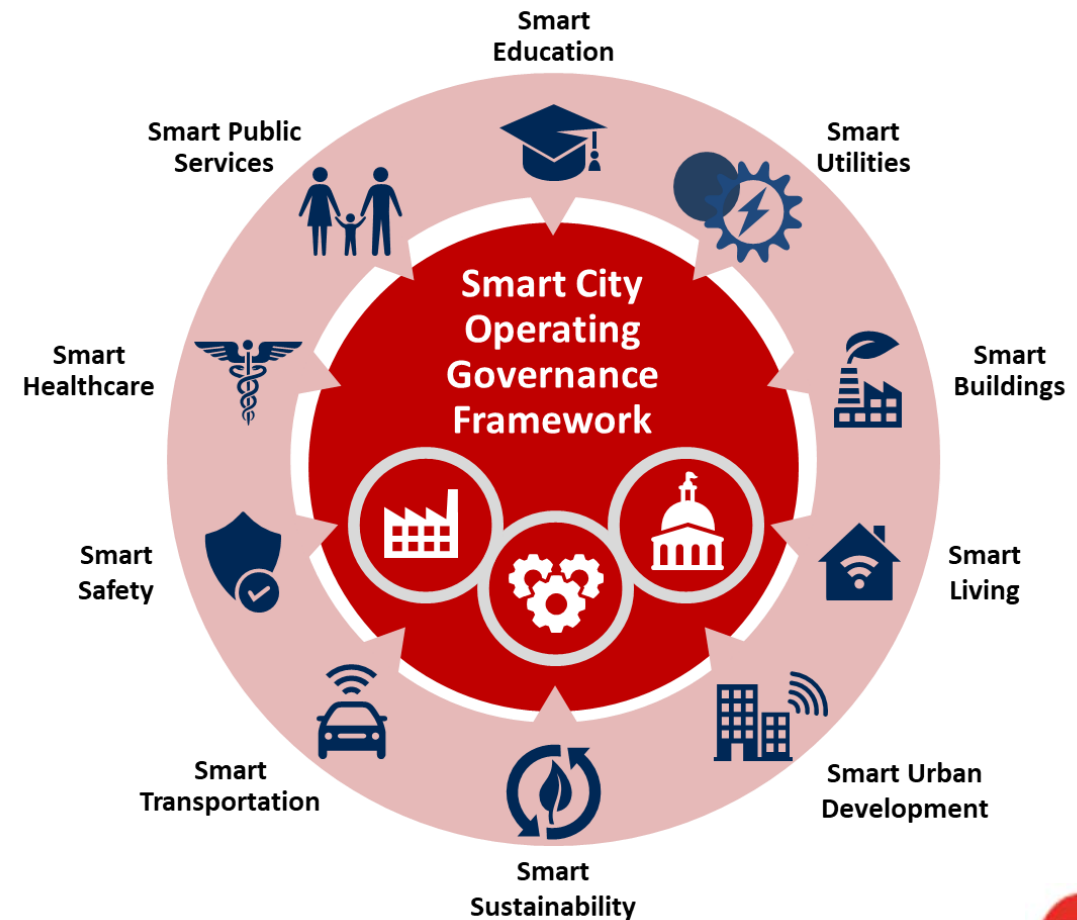 Smart
Education
Smart Public
Services
Smart
Utilities
Smart City
Operating
Governance
Framework
Smart
Healthcare
Smart
Buildings
Smart
Safety
Smart
Living
Smart
Transportation
Smart Urban
Development
Smart
Sustainability